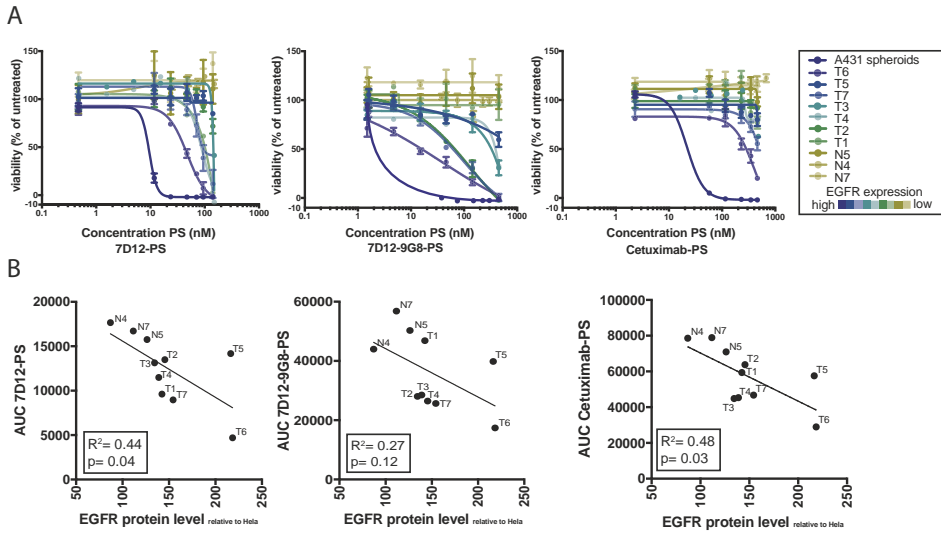 A
150
100
50
0
-10
0.1
1
10
100
1000
viability (% of untreated)
Concentration PS (nM)
7D12-PS
150
100
50
0
-10
0.1
1
10
100
1000
viability (% of untreated)
Concentration PS (nM)
7D12-9G8-PS
150
100
50
0
-10
0.1
1
10
100
1000
viability (% of untreated)
Concentration PS (nM)
Cetuximab-PS
A431 spheroids
T6
T5
T7
T3
T4
T2
T1
N5
N4
N7
EGFR expression
high low
B
20000
15000
10000
5000
0
AUC 7D12-PS
N4
N7
N5
T2
T3
T4
T1
T7
T5
T6
R2= 0.44
p= 0.04
50
100
150
200
250
EGFR protein level relative to Hela
80000
60000
40000
20000
0
AUC 7D12-9G8-PS
N7
N5
T1
N4
T5
T2
T3
T4
T7
T6
R2= 0.27
p= 0.12
50
100
150
200
250
EGFR protein level relative to Hela
100000
80000
60000
40000
20000
0
AUC Cetuximab-PS
N4
N7
N5
T2
T1
T5
T4
T3
T7
T6
R2= 0.48
p= 0.03
50
100
150
200
250
EGFR protein level relative to Hela